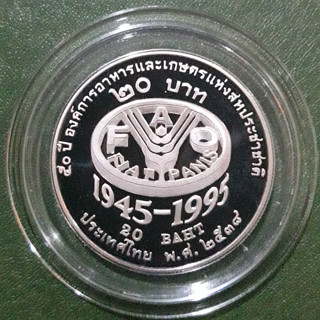 ๕๐ ปี องค์การอาหารและเกษตรแห่งสหประชาชาติ
๒๐ บาท
A
F O
FIAT PANIS
1945-1995
20 BAHT
ประเทศไทย พ.ศ. ๒๕๓๘